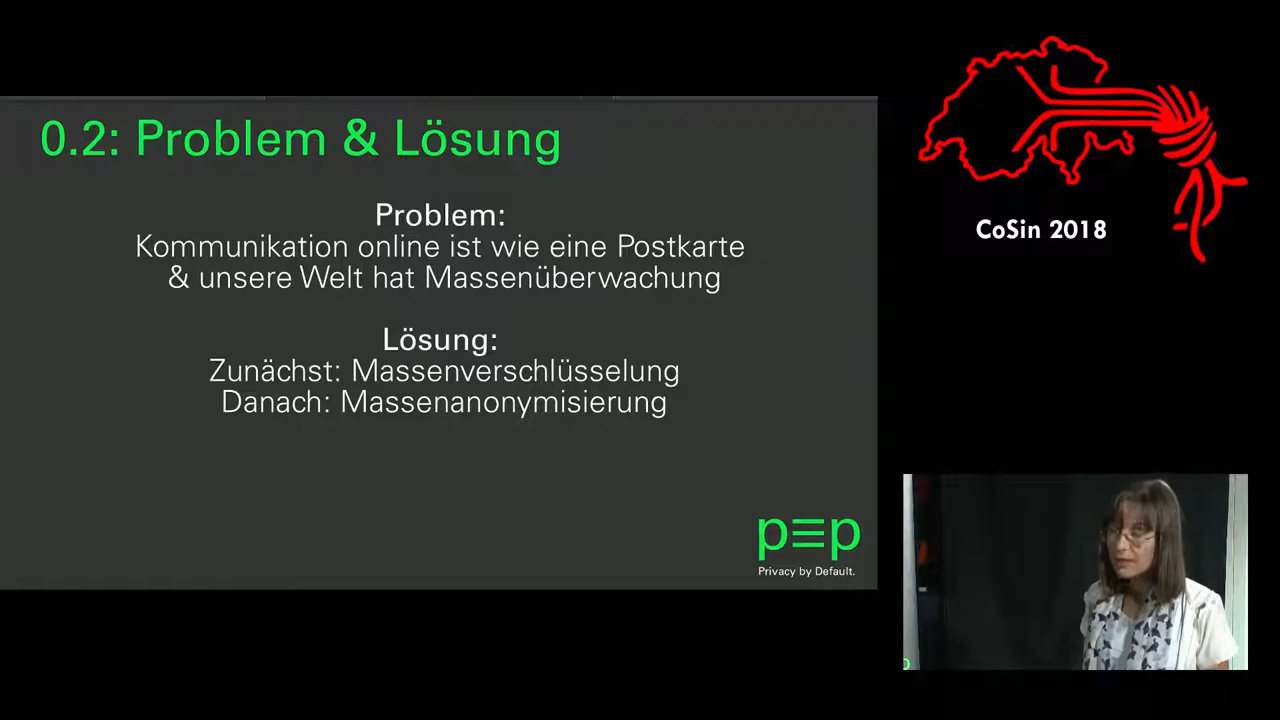 0.2: Problem & Lösung
Problem:
Kommunikation online ist wie eine Postkarte
& unsere Welt hat Massenüberwachung
Lösung:
Zunächst: Massenverschlüsselung
Danach: Massenanonymisierung
p≡p
Privacy by Default.
CoSin 2018